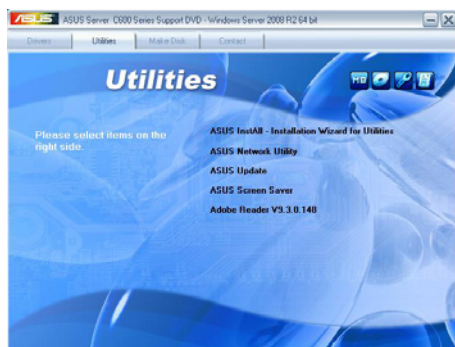 ASUS ASUS Server C600 Series Support DVD - Windows Server 2008 R2 64 bit
Drivers Utilities Make Disk Contact
Utilities
Please select items on the
right side.
ASUS InstAll - Installation Wizard for Utilities
ASUS Network Utility
ASUS Update
ASUS Screen Saver
Adobe Reader V9.3.0.148